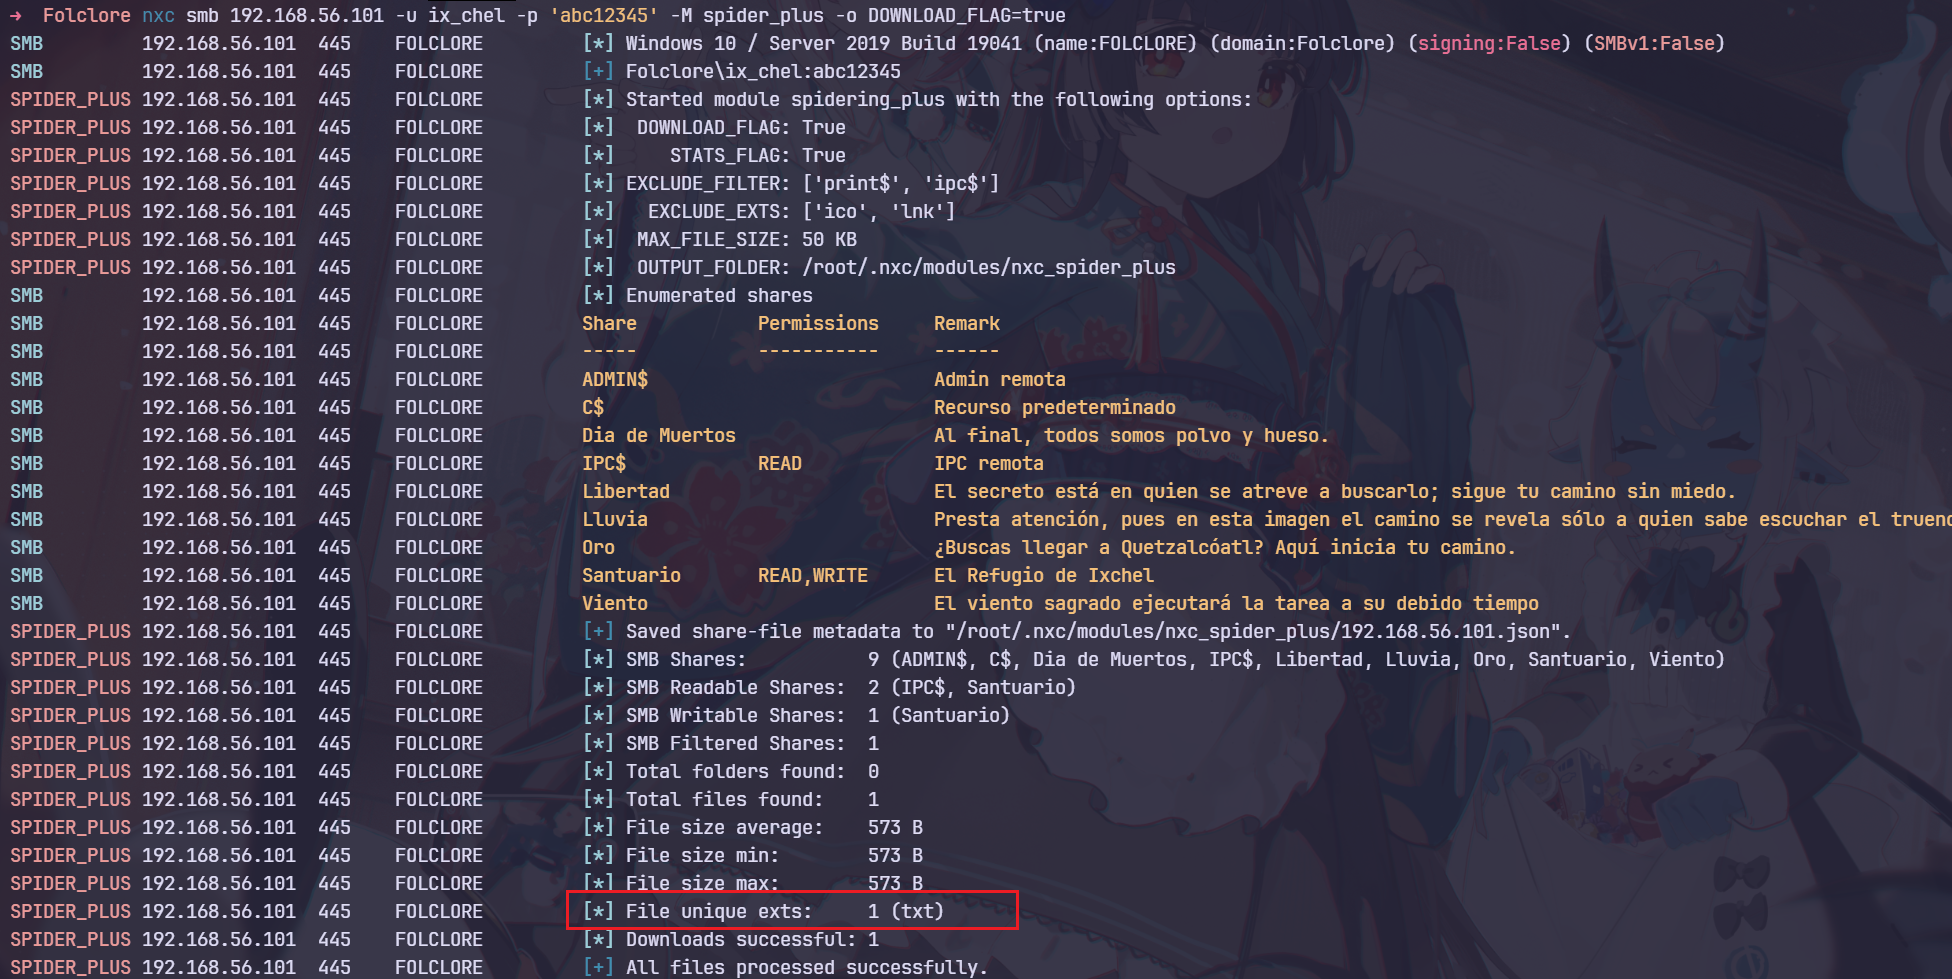 →  Folclore nxc smb 192.168.56.101 -u ix_chel -p 'abc12345' -M spider_plus -o DOWNLOAD_FLAG=true
SMB         192.168.56.101  445    FOLCLORE         [*] Windows 10 / Server 2019 Build 19041 (name:FOLCLORE) (domain:Folclore) (signing:False) (SMBv1:False)
SMB         192.168.56.101  445    FOLCLORE         [+] Folclore\ix_chel:abc12345
SPIDER_PLUS 192.168.56.101  445    FOLCLORE         [*] Started module spidering_plus with the following options:
SPIDER_PLUS 192.168.56.101  445    FOLCLORE         [*]  DOWNLOAD_FLAG: True
SPIDER_PLUS 192.168.56.101  445    FOLCLORE         [*]     STATS_FLAG: True
SPIDER_PLUS 192.168.56.101  445    FOLCLORE         [*] EXCLUDE_FILTER: ['print$', 'ipc$']
SPIDER_PLUS 192.168.56.101  445    FOLCLORE         [*]   EXCLUDE_EXTS: ['ico', 'lnk']
SPIDER_PLUS 192.168.56.101  445    FOLCLORE         [*]  MAX_FILE_SIZE: 50 KB
SPIDER_PLUS 192.168.56.101  445    FOLCLORE         [*]  OUTPUT_FOLDER: /root/.nxc/modules/nxc_spider_plus
SMB         192.168.56.101  445    FOLCLORE         [*] Enumerated shares
SMB         192.168.56.101  445    FOLCLORE         Share           Permissions     Remark
SMB         192.168.56.101  445    FOLCLORE         -----           -----------     ------
SMB         192.168.56.101  445    FOLCLORE         ADMIN$                          Admin remota
SMB         192.168.56.101  445    FOLCLORE         C$                              Recurso predeterminado
SMB         192.168.56.101  445    FOLCLORE         Dia de Muertos                  Al final, todos somos polvo y hueso.
SMB         192.168.56.101  445    FOLCLORE         IPC$            READ            IPC remota
SMB         192.168.56.101  445    FOLCLORE         Libertad                        El secreto está en quien se atreve a buscarlo; sigue tu camino sin miedo.
SMB         192.168.56.101  445    FOLCLORE         Lluvia                          Presta atención, pues en esta imagen el camino se revela sólo a quien sabe escuchar el
SMB         192.168.56.101  445    FOLCLORE         Oro                             ¿Buscas llegar a Quetzalcóatl? Aquí inicia tu camino.
SMB         192.168.56.101  445    FOLCLORE         Santuario       READ,WRITE      El Refugio de Ixchel
SMB         192.168.56.101  445    FOLCLORE         Viento                          El viento sagrado ejecutará la tarea a su debido tiempo
SPIDER_PLUS 192.168.56.101  445    FOLCLORE         [+] Saved share-file metadata to "/root/.nxc/modules/nxc_spider_plus/192.168.56.101.json".
SPIDER_PLUS 192.168.56.101  445    FOLCLORE         [*] SMB Shares:           9 (ADMIN$, C$, Dia de Muertos, IPC$, Libertad, Lluvia, Oro, Santuario, Viento)
SPIDER_PLUS 192.168.56.101  445    FOLCLORE         [*] SMB Readable Shares:  2 (IPC$, Santuario)
SPIDER_PLUS 192.168.56.101  445    FOLCLORE         [*] SMB Writable Shares:  1 (Santuario)
SPIDER_PLUS 192.168.56.101  445    FOLCLORE         [*] SMB Filtered Shares:  1
SPIDER_PLUS 192.168.56.101  445    FOLCLORE         [*] Total folders found:  0
SPIDER_PLUS 192.168.56.101  445    FOLCLORE         [*] Total files found:    1
SPIDER_PLUS 192.168.56.101  445    FOLCLORE         [*] File size average:    573 B
SPIDER_PLUS 192.168.56.101  445    FOLCLORE         [*] File size min:        573 B
SPIDER_PLUS 192.168.56.101  445    FOLCLORE         [*] File size max:        573 B
SPIDER_PLUS 192.168.56.101  445    FOLCLORE         [*] File unique exts:     1 (txt)
SPIDER_PLUS 192.168.56.101  445    FOLCLORE         [*] Downloads successful: 1
SPIDER_PLUS 192.168.56.101  445    FOLCLORE         [+] All files processed successfully.